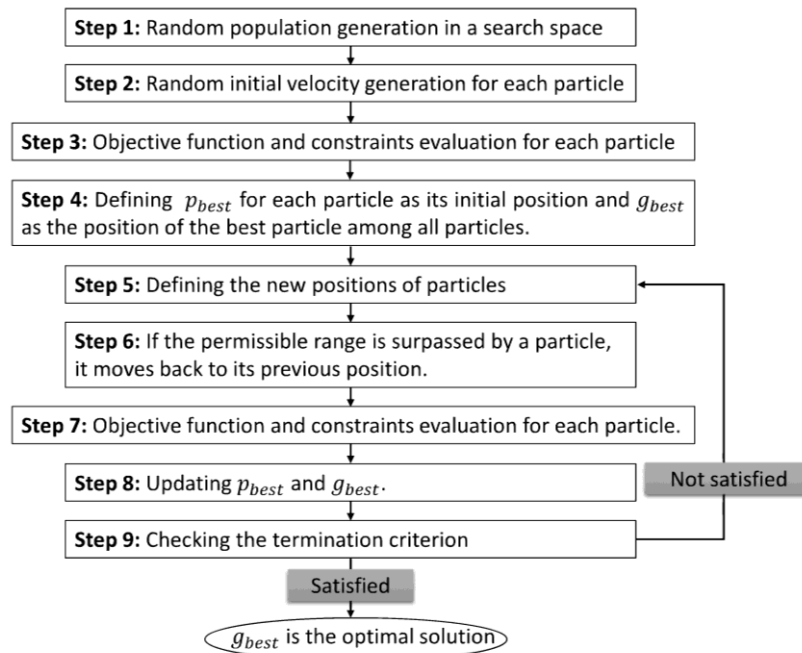 Step 1: Random population generation in a search space
Step 2: Random initial velocity generation for each particle
Step 3: Objective function and constraints evaluation for each particle
Step 4: Defining p_best for each particle as its initial position and g_best
as the position of the best particle among all particles.
Step 5: Defining the new positions of particles
Step 6: If the permissible range is surpassed by a particle,
it moves back to its previous position.
Step 7: Objective function and constraints evaluation for each particle.
Step 8: Updating p_best and g_best.
Not satisfied
Step 9: Checking the termination criterion
Satisfied
g_best is the optimal solution